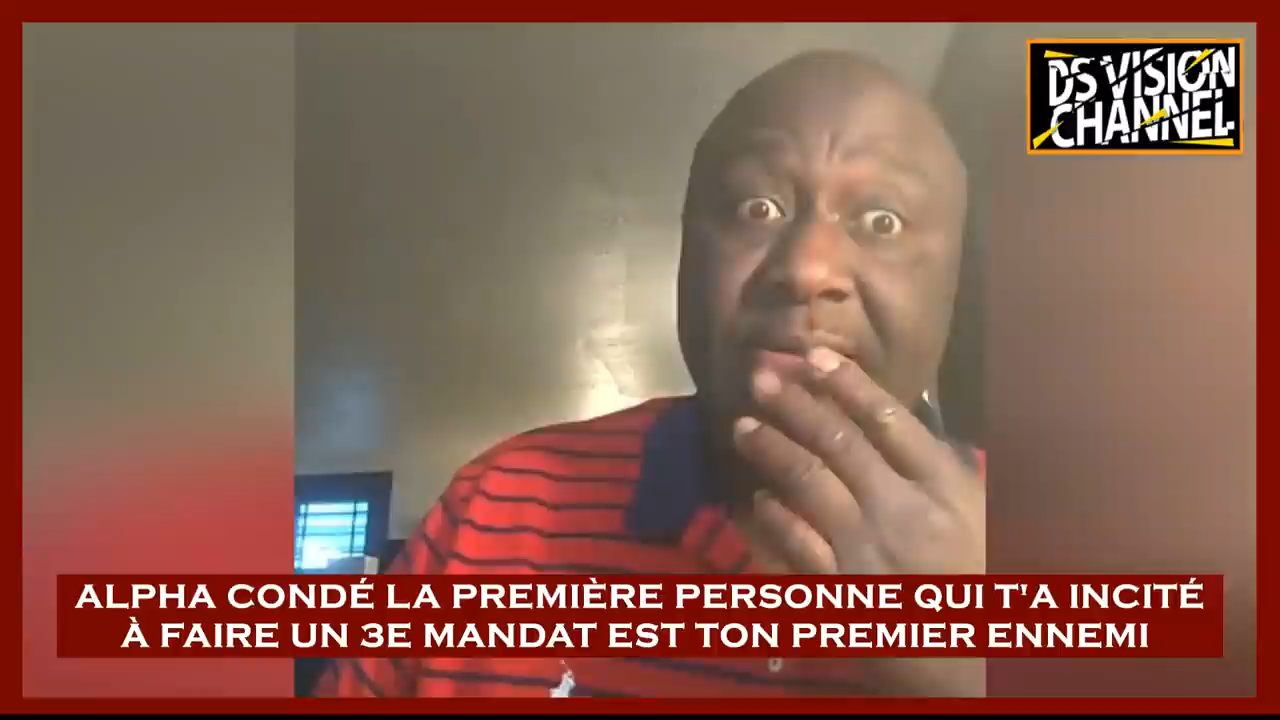 DS VISION
CHANNEL
ALPHA CONDÉ LA PREMIÈRE PERSONNE QUI T'A INCITÉ
À FAIRE UN 3E MANDAT EST TON PREMIER ENNEMI